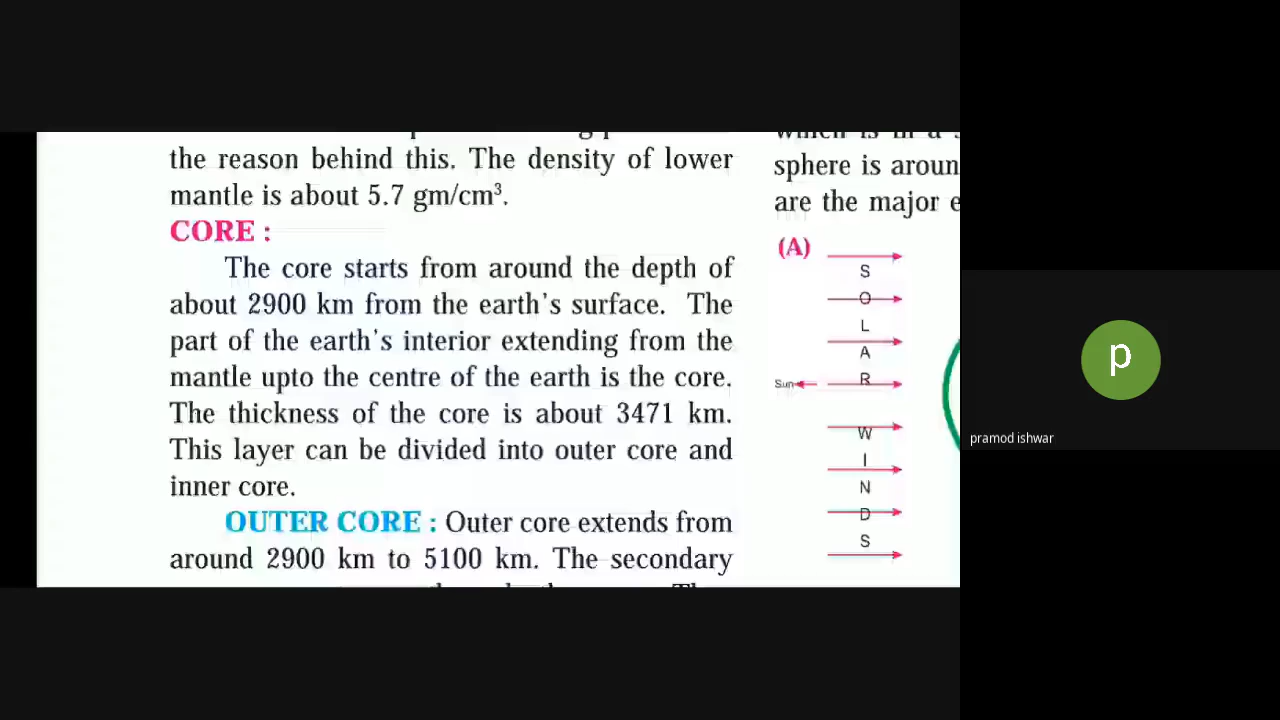 the reason behind this. The density of lower
mantle is about 5.7 gm/cm³.
CORE :
The core starts from around the depth of
about 2900 km from the earth's surface. The
part of the earth's interior extending from the
mantle upto the centre of the earth is the core.
The thickness of the core is about 3471 km.
This layer can be divided into outer core and
inner core.
OUTER CORE : Outer core extends from
around 2900 km to 5100 km. The secondary
which is in a
sphere is aroun
are the major e
(A)
S
O
L
A
R
Sun
W
I
N
D
S
p
pramod ishwar